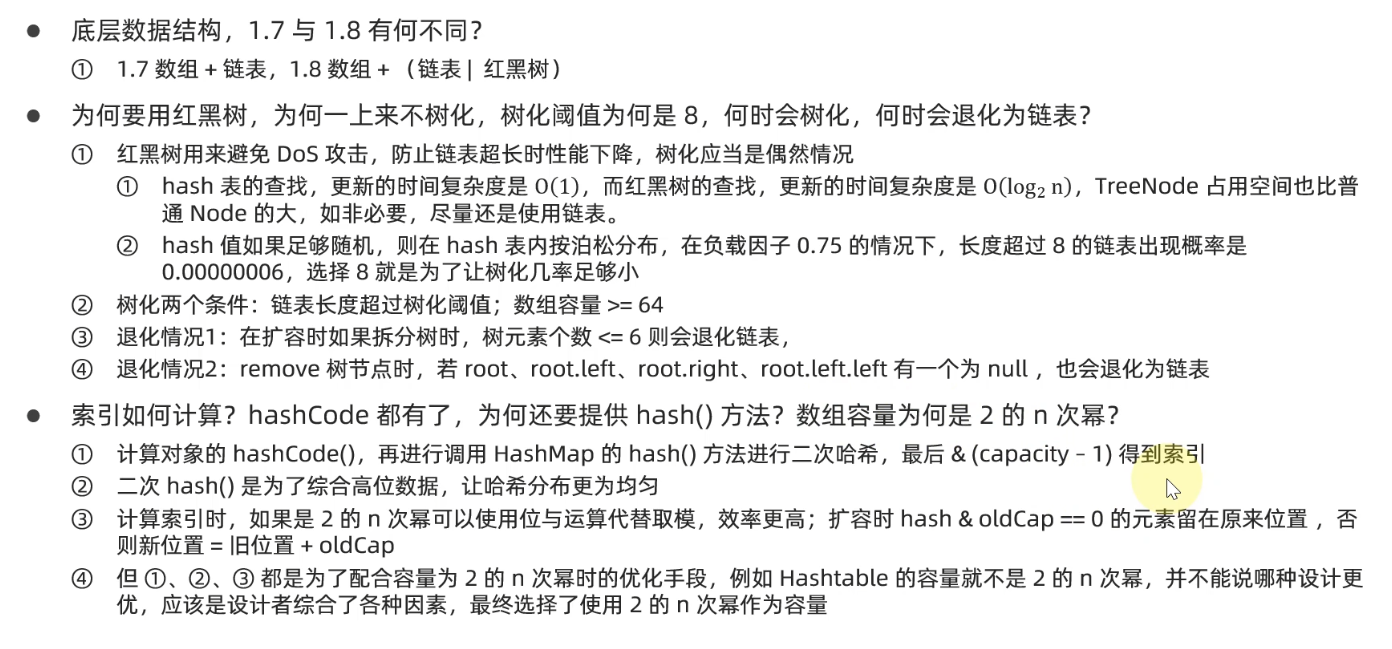 ● 底层数据结构，1.7 与 1.8 有何不同？
① 1.7 数组 + 链表，1.8 数组 + （链表 | 红黑树）
● 为何要用红黑树，为何一上来不树化，树化阈值为何是 8，何时会树化，何时会退化为链表？
① 红黑树用来避免 DoS 攻击，防止链表超长时性能下降，树化应当是偶然情况
① hash 表的查找，更新的时间复杂度是 O(1)，而红黑树的查找，更新的时间复杂度是 O(log₂ n)，TreeNode 占用空间也比普
通 Node 的大，如非必要，尽量还是使用链表。
② hash 值如果足够随机，则在 hash 表内按泊松分布，在负载因子 0.75 的情况下，长度超过 8 的链表出现概率是
0.00000006，选择 8 就是为了让树化几率足够小
② 树化两个条件：链表长度超过树化阈值；数组容量 >= 64
③ 退化情况1：在扩容时如果拆分树时，树元素个数 <= 6 则会退化链表，
④ 退化情况2：remove 树节点时，若 root、root.left、root.right、root.left.left 有一个为 null ，也会退化为链表
● 索引如何计算？hashCode 都有了，为何还要提供 hash() 方法？数组容量为何是 2 的 n 次幂？
① 计算对象的 hashCode()，再进行调用 HashMap 的 hash() 方法进行二次哈希，最后 & (capacity – 1) 得到索引
② 二次 hash() 是为了综合高位数据，让哈希分布更为均匀
③ 计算索引时，如果是 2 的 n 次幂可以使用位与运算代替取模，效率更高；扩容时 hash & oldCap == 0 的元素留在原来位置 ，否
则新位置 = 旧位置 + oldCap
④ 但 ①、②、③ 都是为了配合容量为 2 的 n 次幂时的优化手段，例如 Hashtable 的容量就不是 2 的 n 次幂，并不能说哪种设计更
优，应该是设计者综合了各种因素，最终选择了使用 2 的 n 次幂作为容量